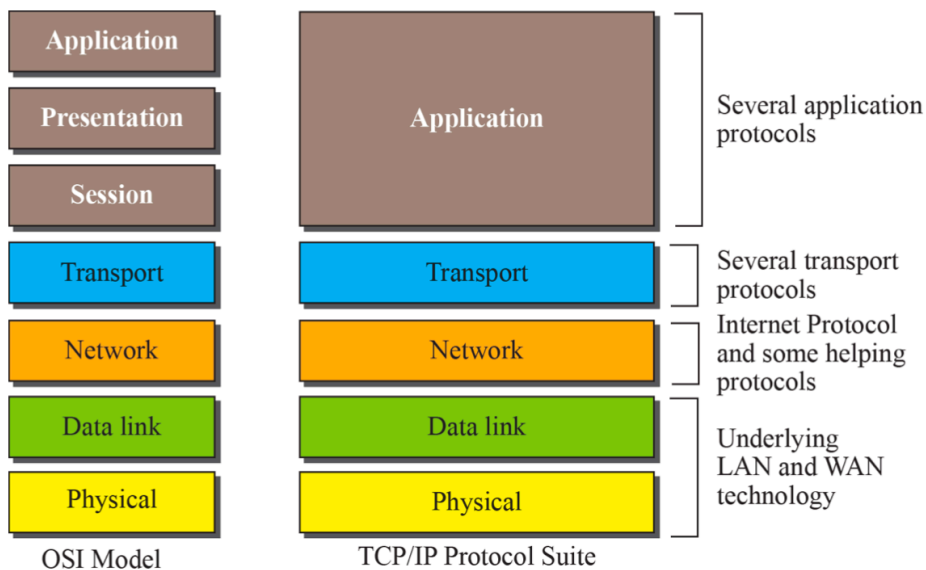 Application
Presentation
Session
Transport
Network
Data link
Physical
OSI Model
Application
Transport
Network
Data link
Physical
TCP/IP Protocol Suite
Several application
protocols
Several transport
protocols
Internet Protocol
and some helping
protocols
Underlying
LAN and WAN
technology